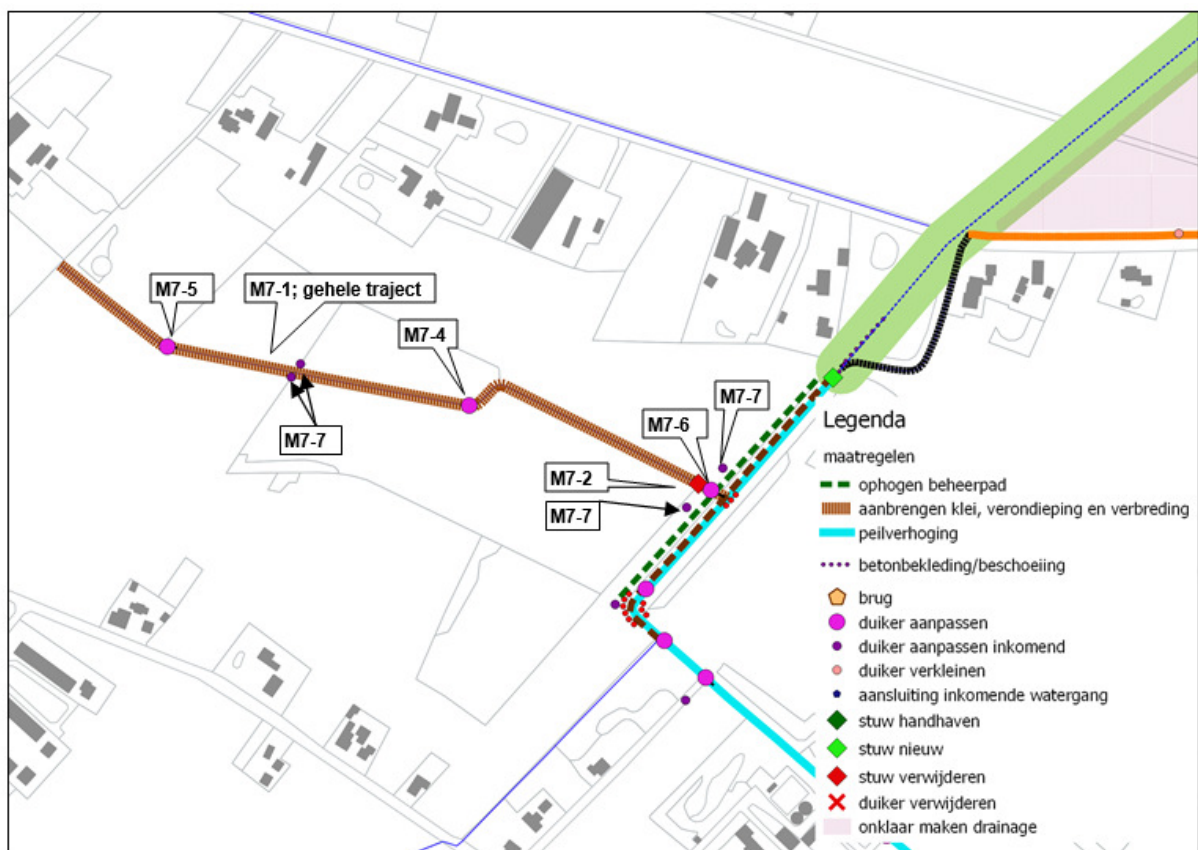 M7-5
M7-1; gehele traject
M7-4
M7-7
M7-6
M7-7
M7-2
M7-7
Legenda
maatregelen
ophogen beheerpad
aanbrengen klei, verondieping en verbreding
peilverhoging
betonbekleding/beschoeiing
brug
duiker aanpassen
duiker aanpassen inkomend
duiker verkleinen
aansluiting inkomende watergang
stuw handhaven
stuw nieuw
stuw verwijderen
duiker verwijderen
onklaar maken drainage